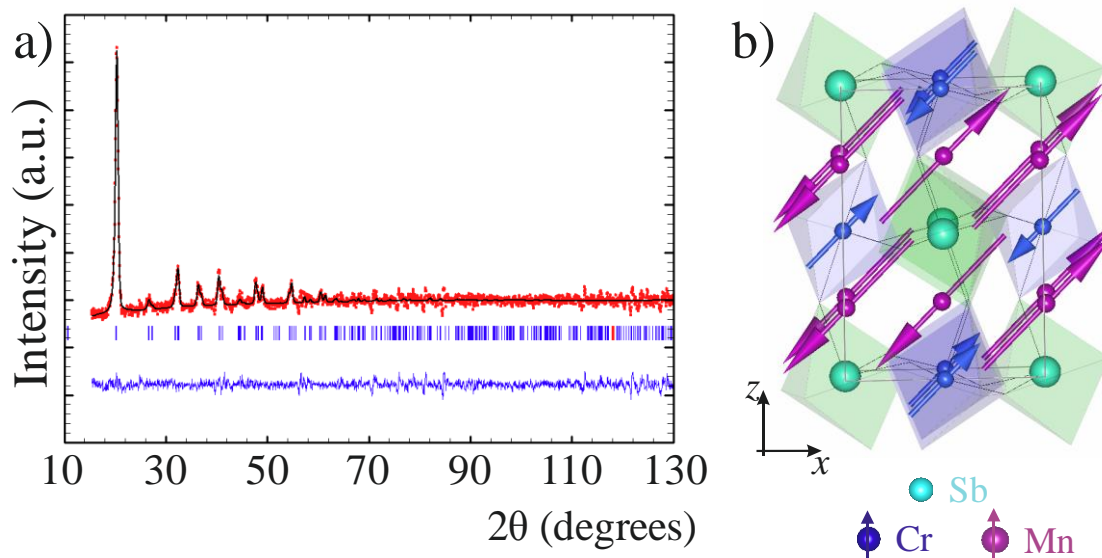 a)
Intensity (a.u.)
10 30 50 70 90 110 130
2θ (degrees)
b)
z
x
Sb
Cr Mn